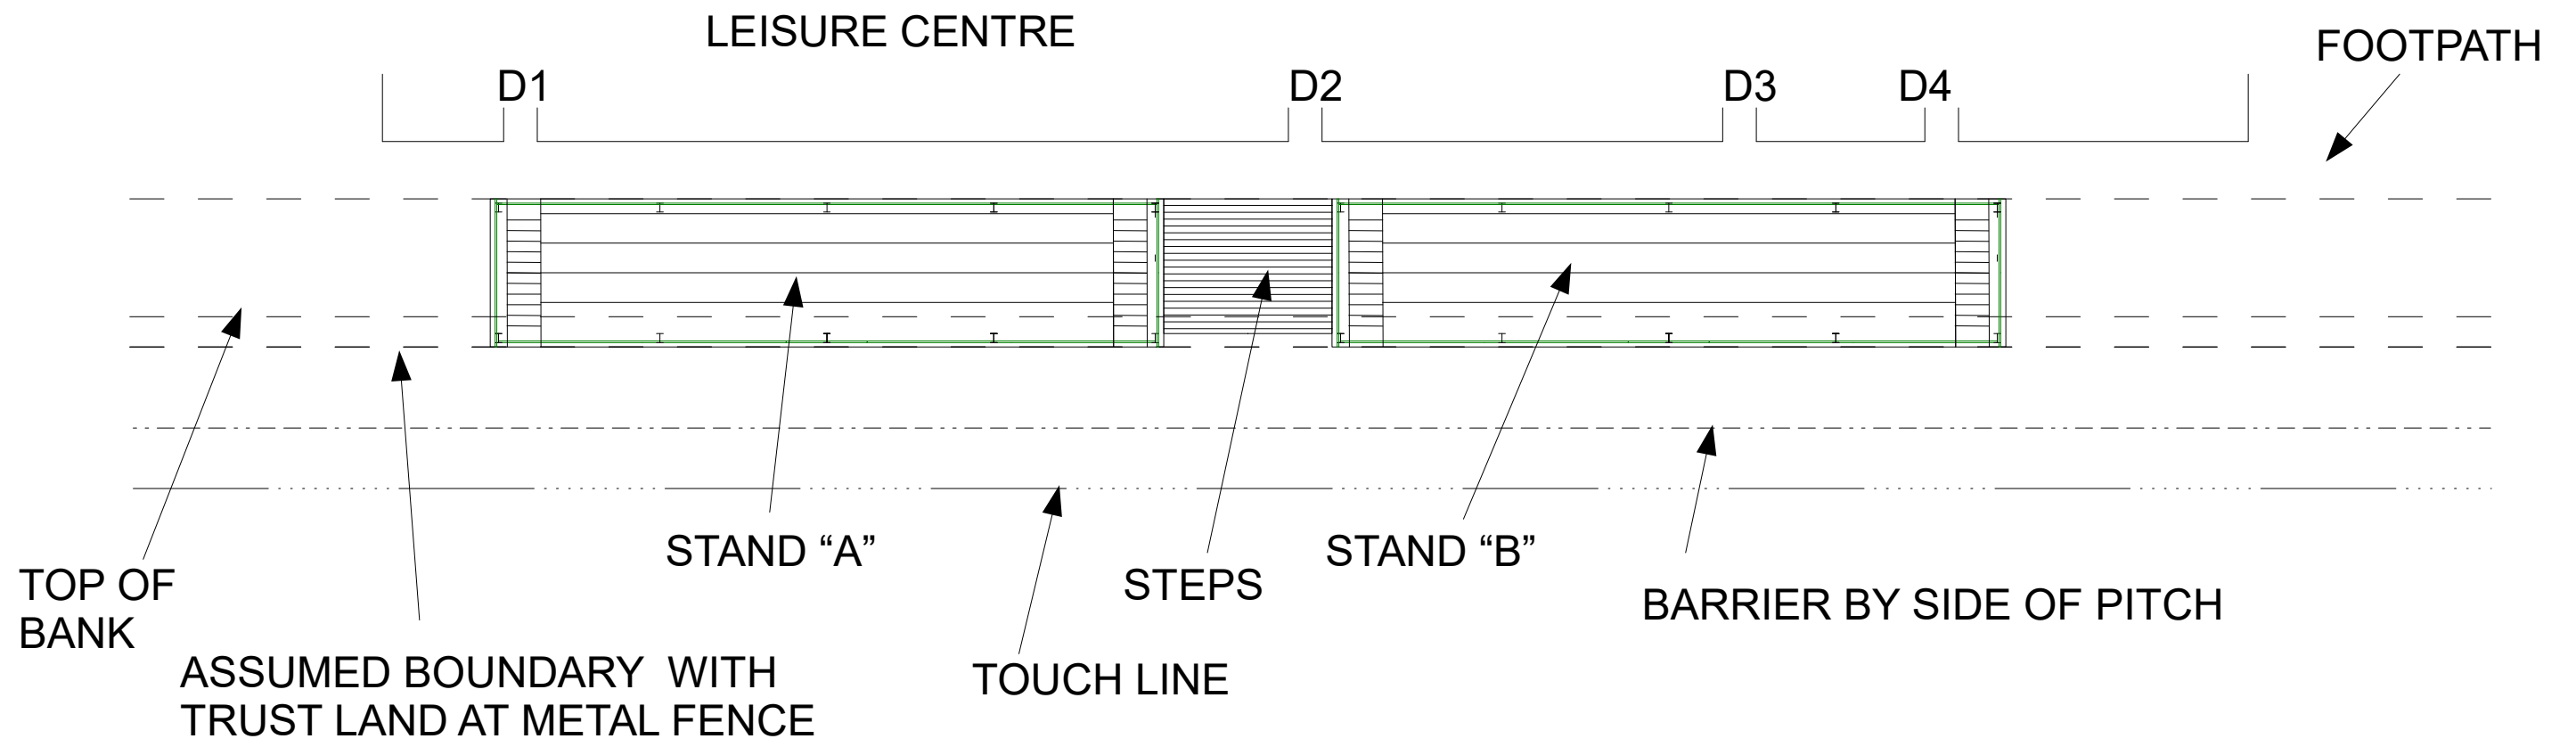 LEISURE CENTRE
FOOTPATH
D1
D2
D3
D4
STAND “A”
STEPS
STAND “B”
TOP OF
BANK
BARRIER BY SIDE OF PITCH
ASSUMED BOUNDARY  WITH
TRUST LAND AT METAL FENCE
TOUCH LINE